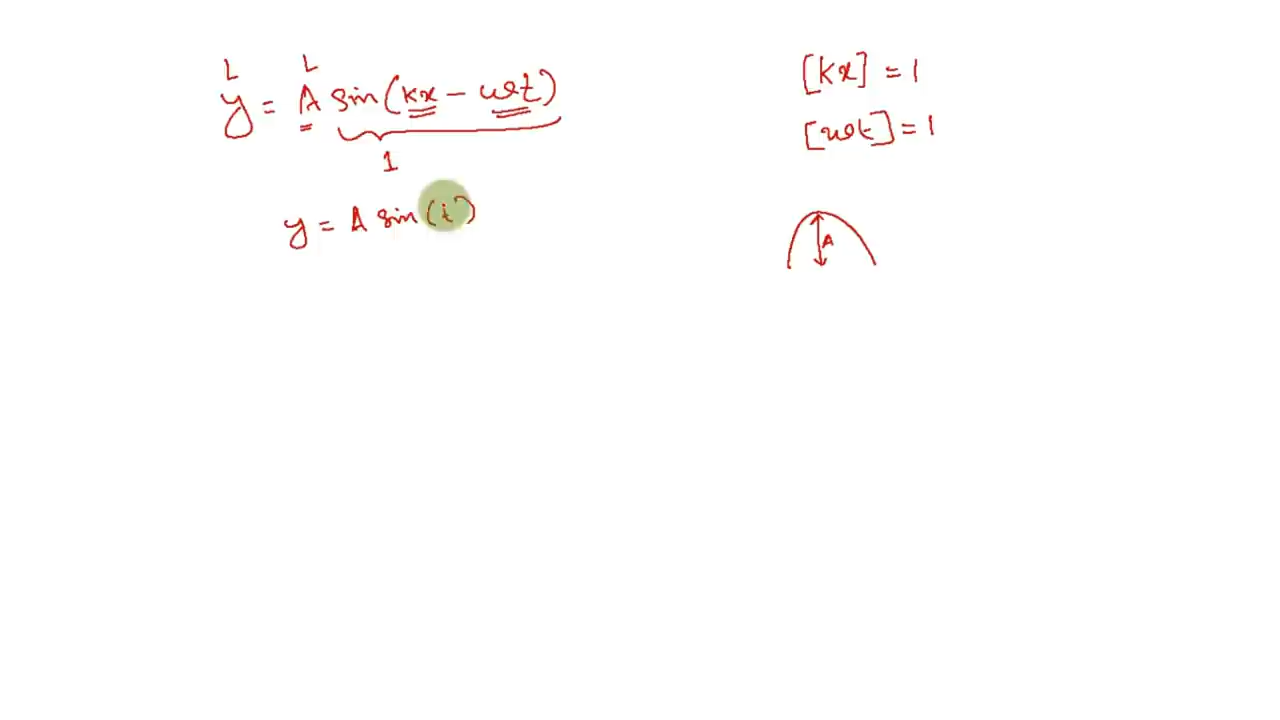 L L
y = A sin(kx − ωt)
1
y = A sin(t)
[kx] = 1
[ωt] = 1
A